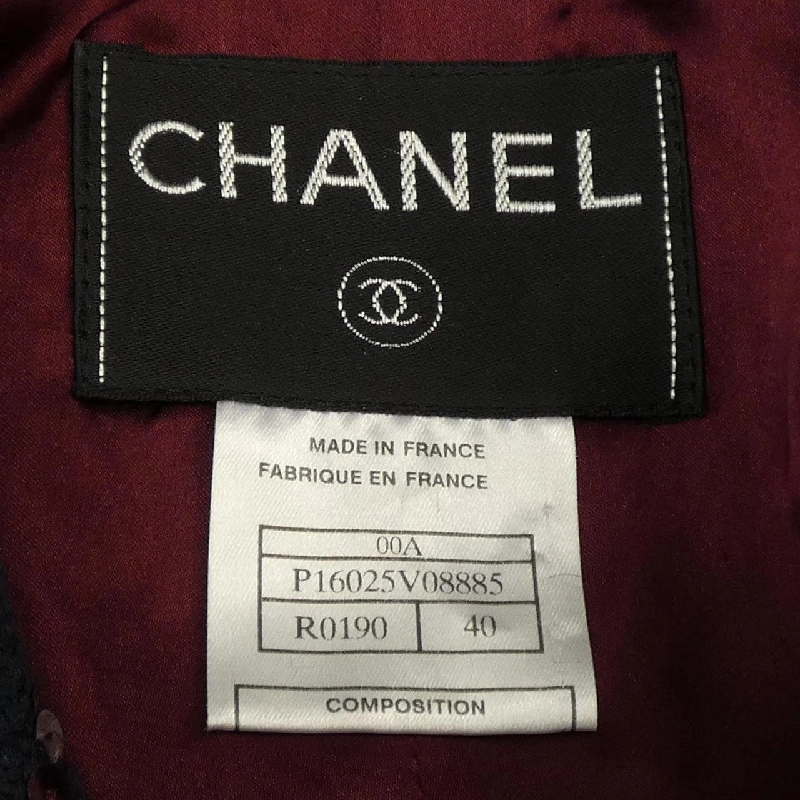 CHANEL
MADE IN FRANCE
FABRIQUE EN FRANCE
00A
P16025V08885
R0190 40
COMPOSITION